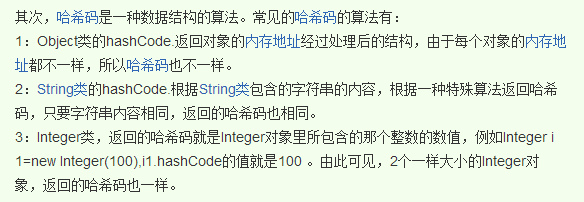 其次，哈希码是一种数据结构的算法。常见的哈希码的算法有：
1：Object类的hashCode.返回对象的内存地址经过处理后的结构，由于每个对象的内存地
址都不一样，所以哈希码也不一样。
2：String类的hashCode.根据String类包含的字符串的内容，根据一种特殊算法返回哈希
码，只要字符串内容相同，返回的哈希码也相同。
3：Integer类，返回的哈希码就是Integer对象里所包含的那个整数的数值，例如Integer i
1=new Integer(100),i1.hashCode的值就是100 。由此可见，2个一样大小的Integer对
象，返回的哈希码也一样。